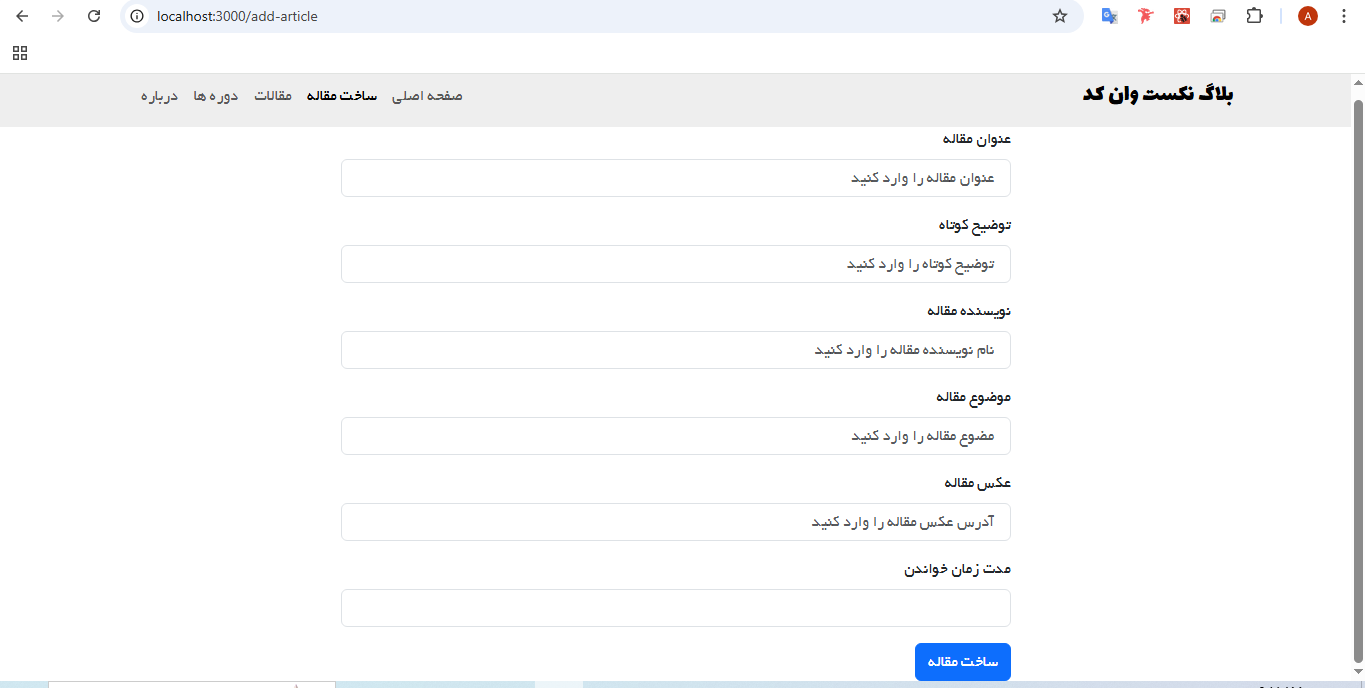 localhost:3000/add-article
A
بلاگ نکست وان کد
صفحه اصلی ساخت مقاله مقالات دوره ها درباره
عنوان مقاله
عنوان مقاله را وارد کنید
توضیح کوتاه
توضیح کوتاه را وارد کنید
نویسنده مقاله
نام نویسنده مقاله را وارد کنید
موضوع مقاله
مضوع مقاله را وارد کنید
عکس مقاله
آدرس عکس مقاله را وارد کنید
مدت زمان خواندن
ساخت مقاله